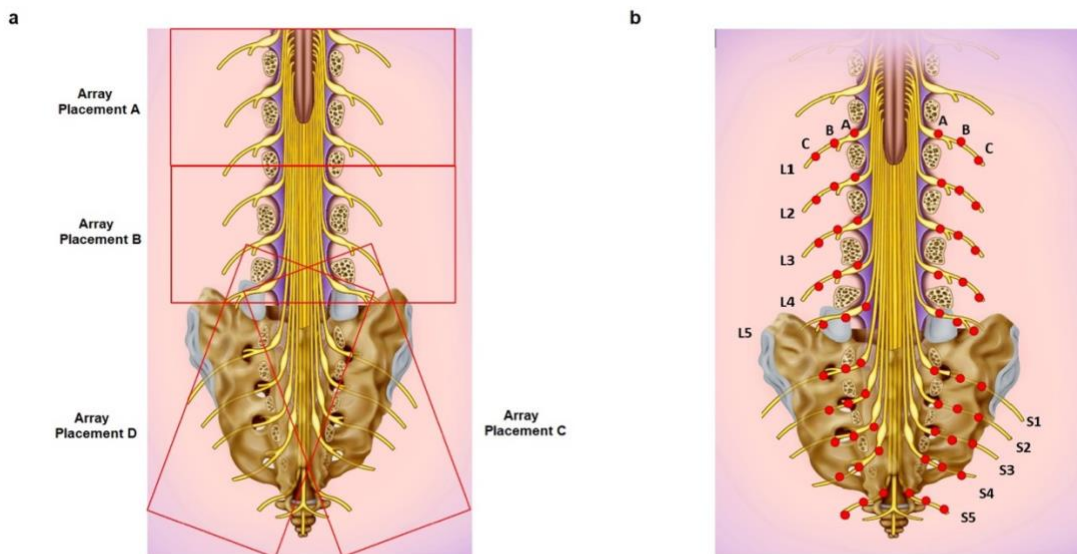 a
b
Array
Placement A
Array
Placement B
Array
Placement D
Array
Placement C
C B A A B C
L1
L2
L3
L4
L5
S1
S2
S3
S4
S5